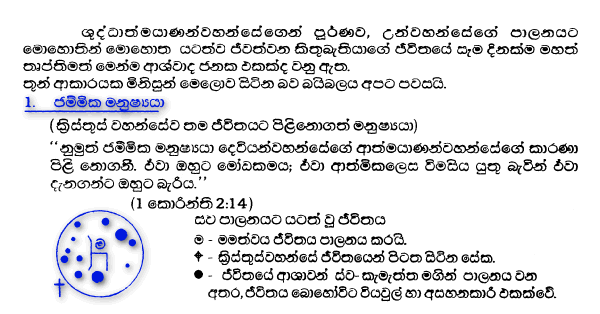 ශුද්ධාත්මයාණන්වහන්සේගෙන් පූර්ණව, උන්වහන්සේගේ පාලනයට
මොහොතින් මොහොත යටත්ව ජීවත්වන කිතුබැතියාගේ ජීවිතයේ සැම දිනක්ම මහත්
තෘප්තිමත් මෙන්ම ආශ්වාද ජනක එකක්ද වනු ඇත.
තුන් ආකාරයක මිනිසුන් මෙලොව සිටින බව බයිබලය අපට පවසයි.
1. ජම්මික මනුෂ්‍යයා
(ක්‍රිස්තුස් වහන්සේව තම ජීවිතයට පිළිනොගත් මනුෂ්‍යයා)
‘‘නුමුත් ජම්මික මනුෂ්‍යයා දෙවියන්වහන්සේගේ ආත්මයාණන්වහන්සේගේ කාරණා
පිළි නොගනී. ඒවා ඔහුට මෝඩකමය; ඒවා ආත්මිකලෙස විමසිය යුතු බැවින් ඒවා
දැනගන්ට ඔහුට බැරිය.’’
(1 කොරින්ති 2:14)
සව පාලනයට යටත් වූ ජීවිතය
ම - මමත්වය ජීවිතය පාලනය කරයි.
✝ - ක්‍රිස්තුස්වහන්සේ ජීවිතයෙන් පිටත සිටින සේක.
● - ජීවිතයේ ආශාවන් ස්ව- කැමැත්ත මගින් පාලනය වන
අතර, ජීවිතය බොහෝවිට වියවුල් හා අසහනකාරී එකක්වේ.
ම